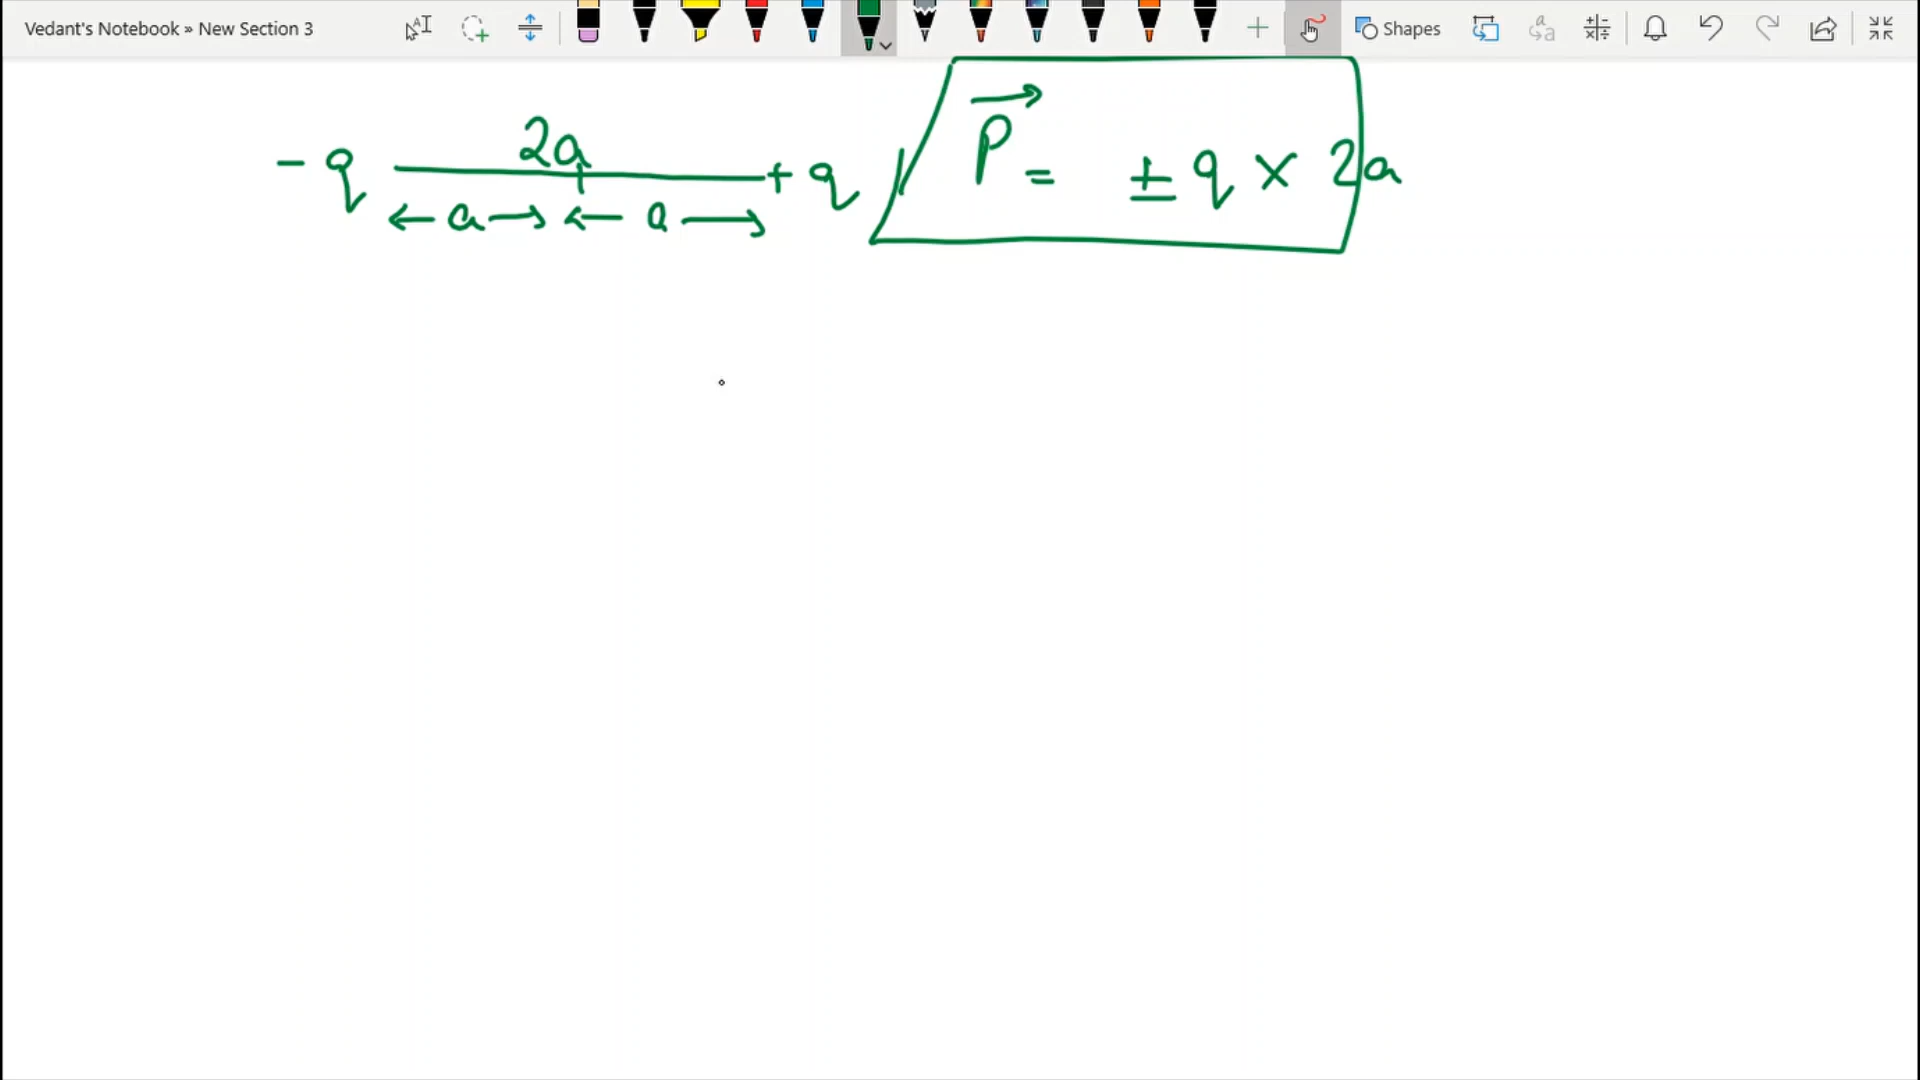 Vedant's Notebook » New Section 3
Shapes
2a
- q + q
← a → ← a →
P⃗ = ± q × 2a